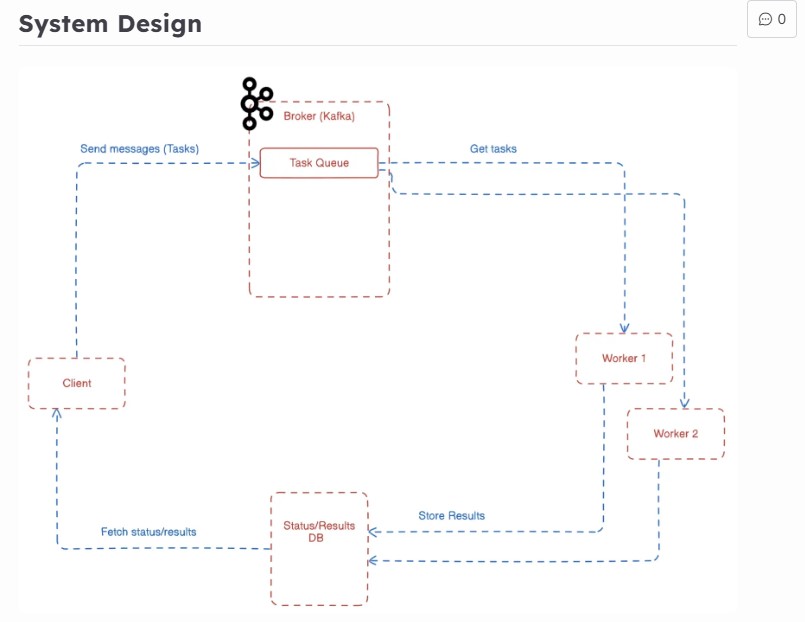 System Design
0
Broker (Kafka)
Send messages (Tasks)
Task Queue
Get tasks
Worker 1
Client
Worker 2
Status/Results
DB
Store Results
Fetch status/results